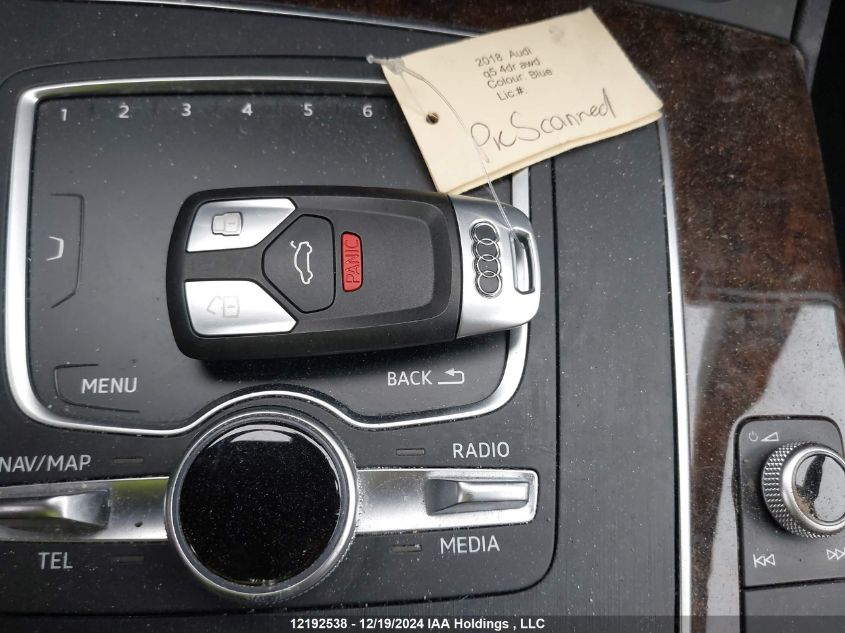 2018 Audi
q5 4dr awd
Colour: Blue
Lic #:
PkScanned
1 2 3 4 5 6
PANIC
MENU
BACK
NAV/MAP
RADIO
TEL
MEDIA
12192538 - 12/19/2024 IAA Holdings , LLC